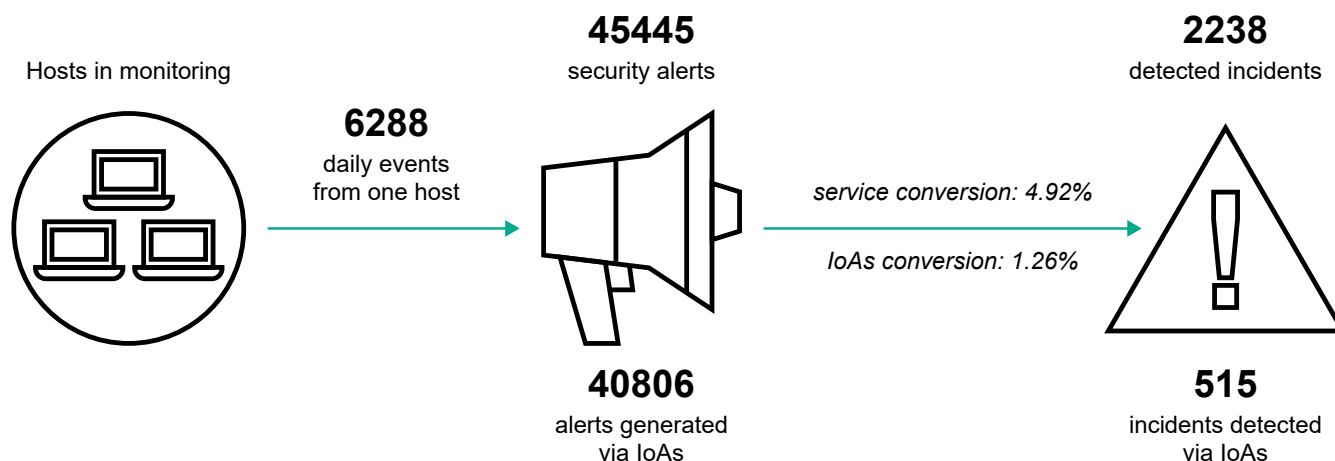 Hosts in monitoring
6288
daily events
from one host
45445
security alerts
40806
alerts generated
via IoAs
service conversion: 4.92%
IoAs conversion: 1.26%
2238
detected incidents
515
incidents detected
via IoAs